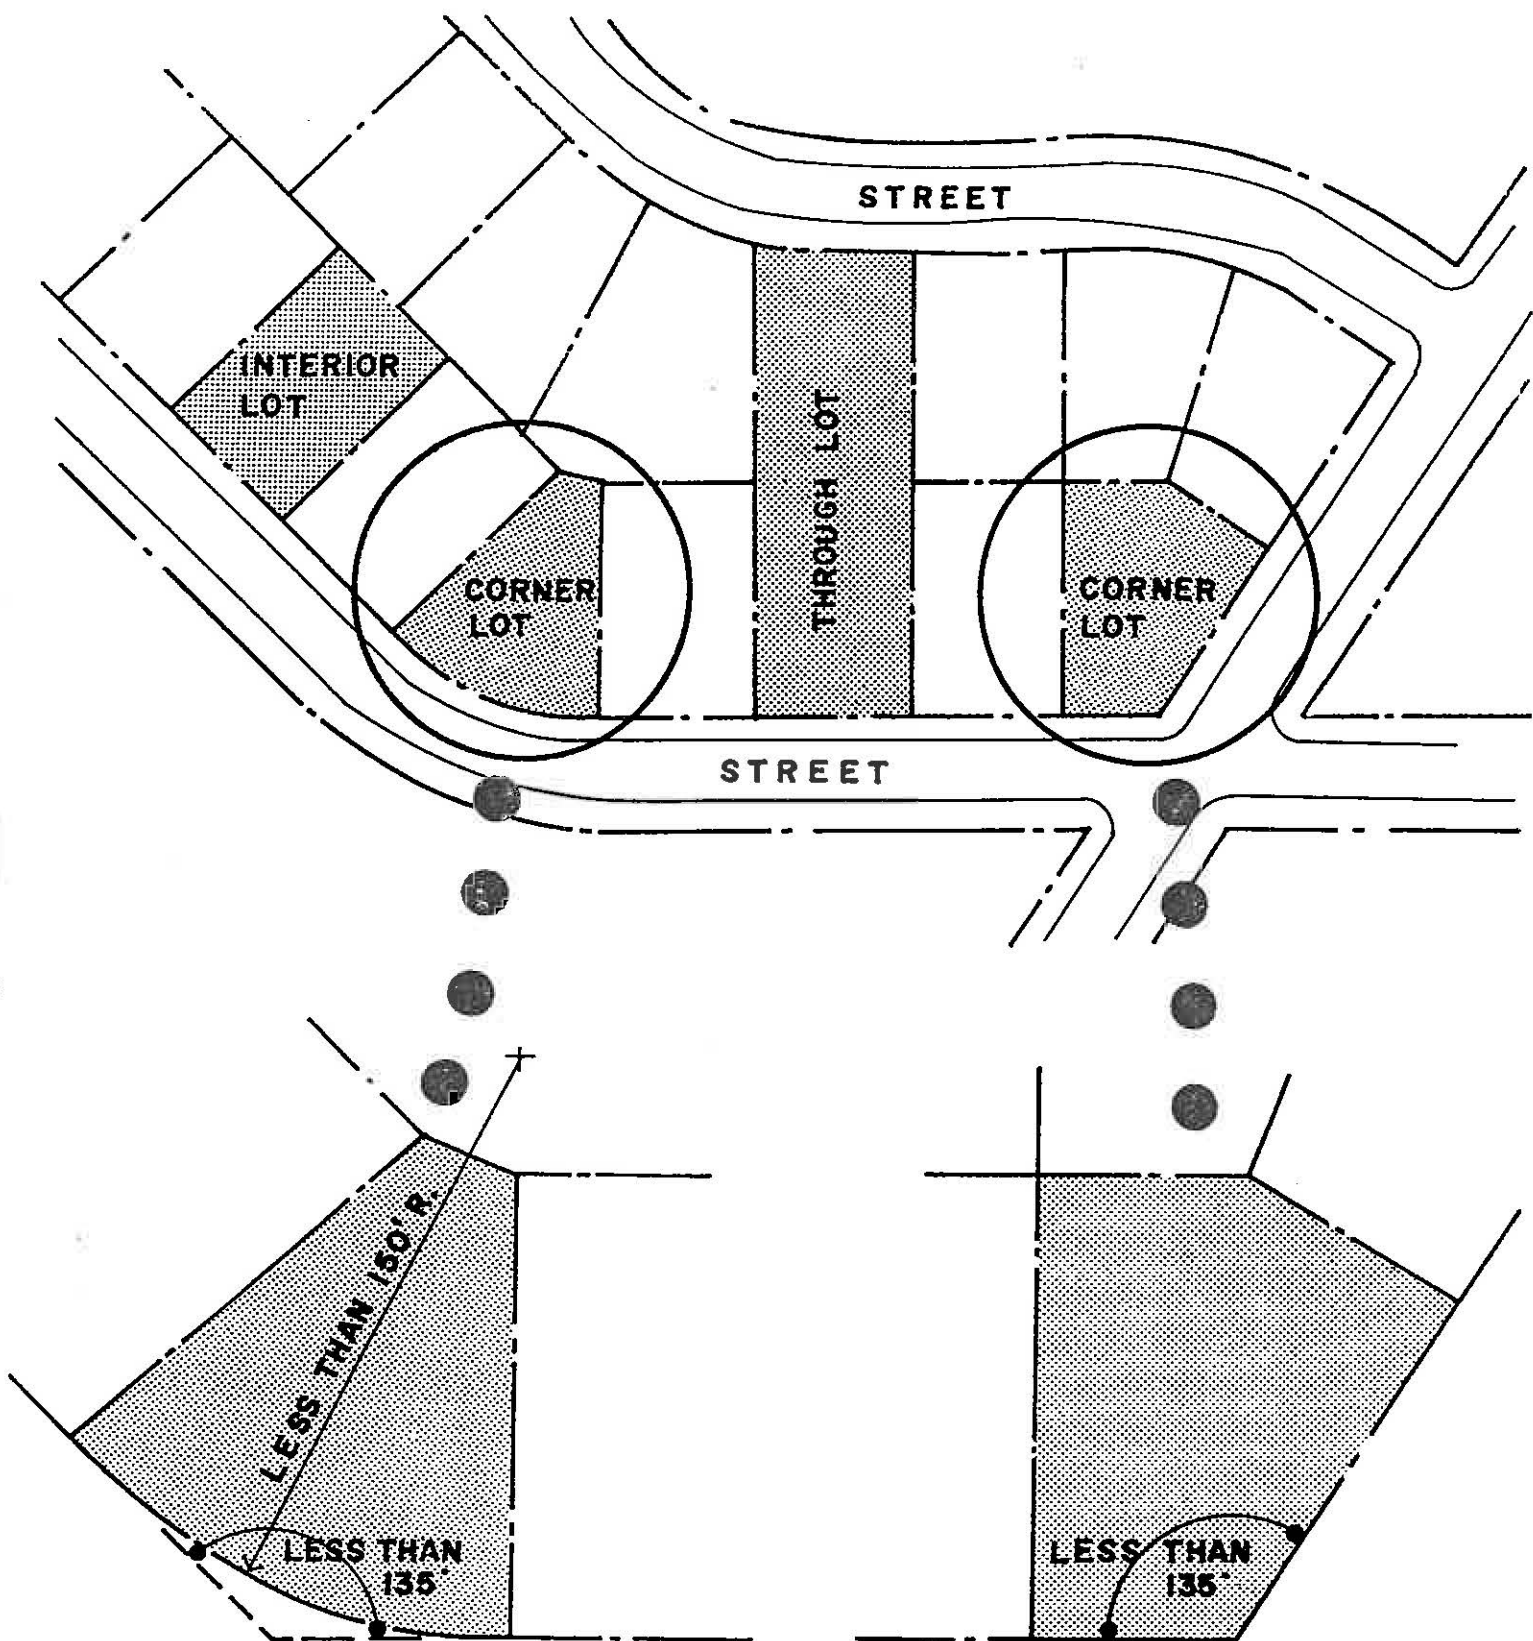 STREET
INTERIOR
LOT
THROUGH LOT
CORNER
LOT
CORNER
LOT
STREET
LESS THAN 150' R.
LESS THAN
135°
LESS THAN
135°